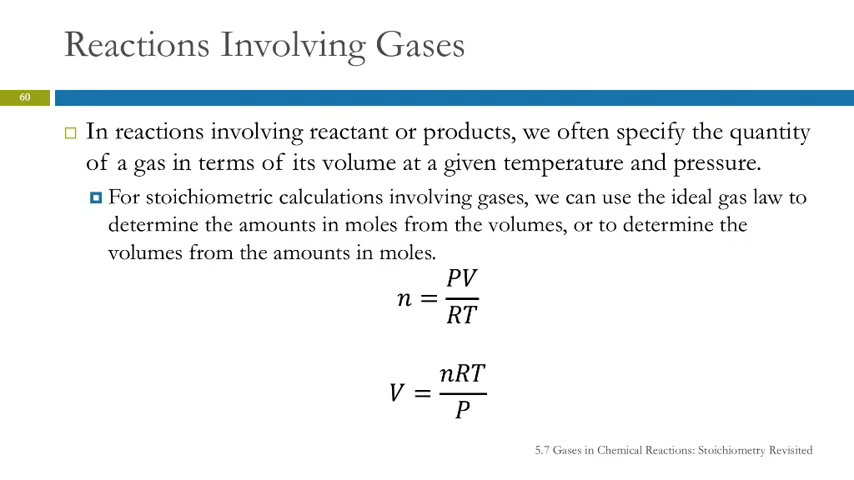 Reactions Involving Gases
60
In reactions involving reactant or products, we often specify the quantity
of a gas in terms of its volume at a given temperature and pressure.
For stoichiometric calculations involving gases, we can use the ideal gas law to
determine the amounts in moles from the volumes, or to determine the
volumes from the amounts in moles.
n = PV/RT
V = nRT/P
5.7 Gases in Chemical Reactions: Stoichiometry Revisited